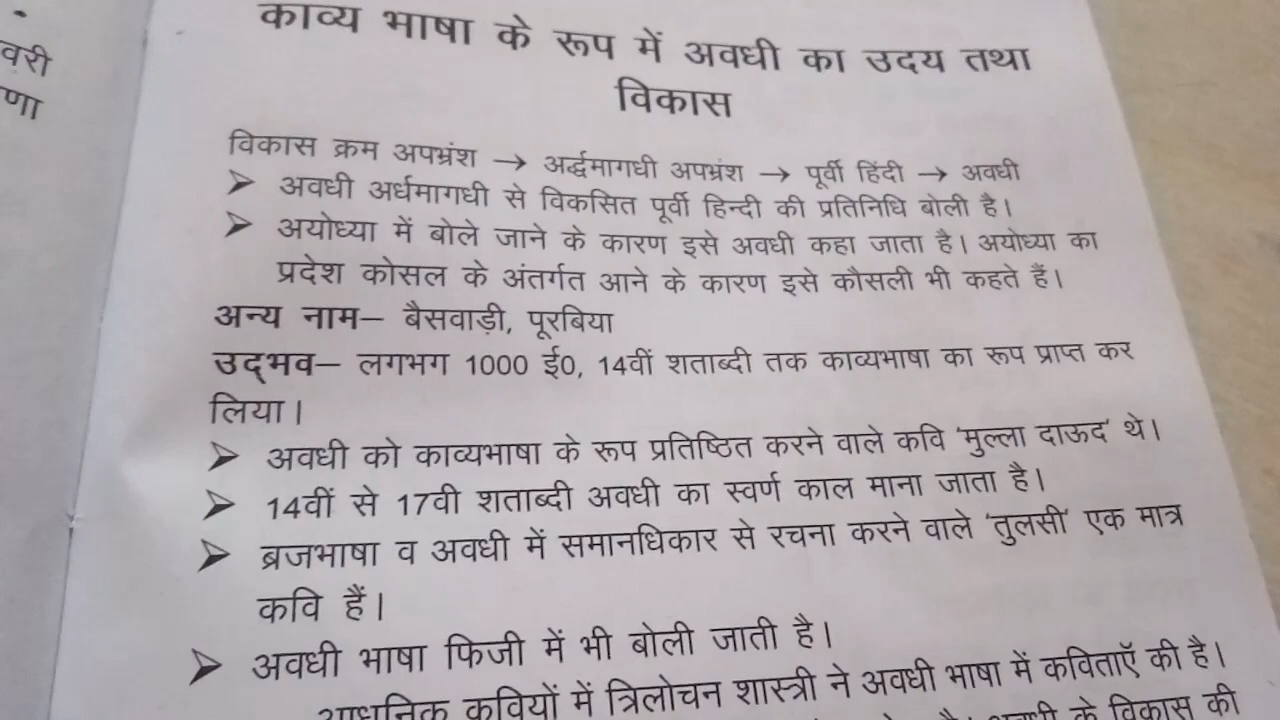 वरी
णा
काव्य भाषा के रूप में अवधी का उदय तथा
विकास
विकास क्रम अपभ्रंश → अर्द्धमागधी अपभ्रंश → पूर्वी हिंदी → अवधी
➢ अवधी अर्धमागधी से विकसित पूर्वी हिन्दी की प्रतिनिधि बोली है।
➢ अयोध्या में बोले जाने के कारण इसे अवधी कहा जाता है। अयोध्या का
प्रदेश कोसल के अंतर्गत आने के कारण इसे कौसली भी कहते हैं।
अन्य नाम– बैसवाड़ी, पूरबिया
उद्भव– लगभग 1000 ई0, 14वीं शताब्दी तक काव्यभाषा का रूप प्राप्त कर
लिया।
➢ अवधी को काव्यभाषा के रूप प्रतिष्ठित करने वाले कवि 'मुल्ला दाऊद' थे।
➢ 14वीं से 17वी शताब्दी अवधी का स्वर्ण काल माना जाता है।
➢ ब्रजभाषा व अवधी में समानधिकार से रचना करने वाले 'तुलसी' एक मात्र
कवि हैं।
➢ अवधी भाषा फिजी में भी बोली जाती है।
आधुनिक कवियों में त्रिलोचन शास्त्री ने अवधी भाषा में कविताएँ की है।
अवधी के विकास की